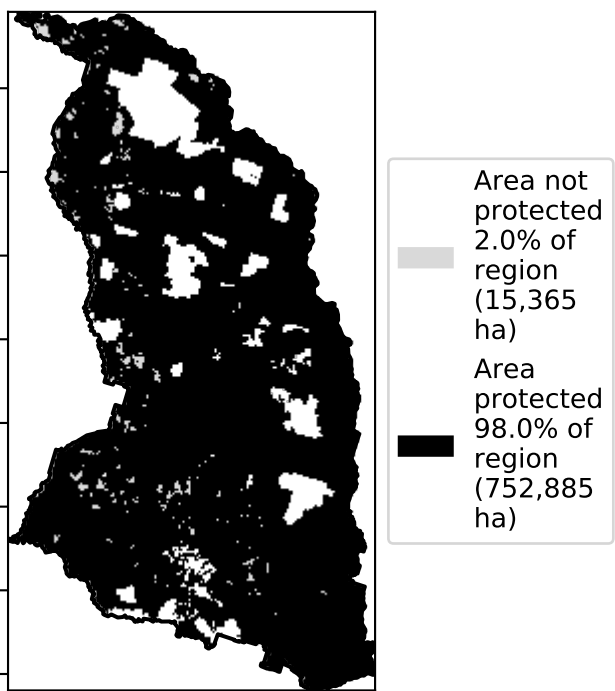 Area not
protected
2.0% of
region
(15,365
ha)
Area
protected
98.0% of
region
(752,885
ha)